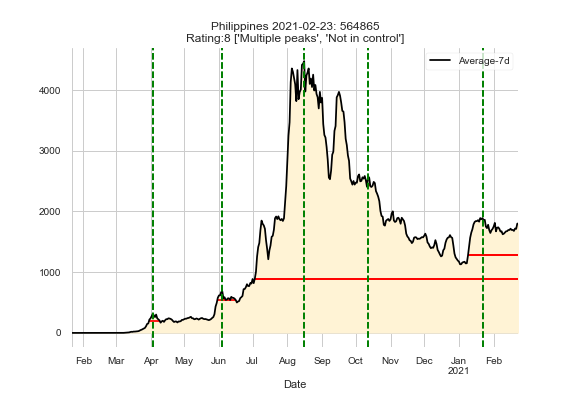 Philippines 2021-02-23: 564865
Rating:8 ['Multiple peaks', 'Not in control']
Average-7d
4000
3000
2000
1000
0
Feb Mar Apr May Jun Jul Aug Sep Oct Nov Dec Jan Feb
2021
Date